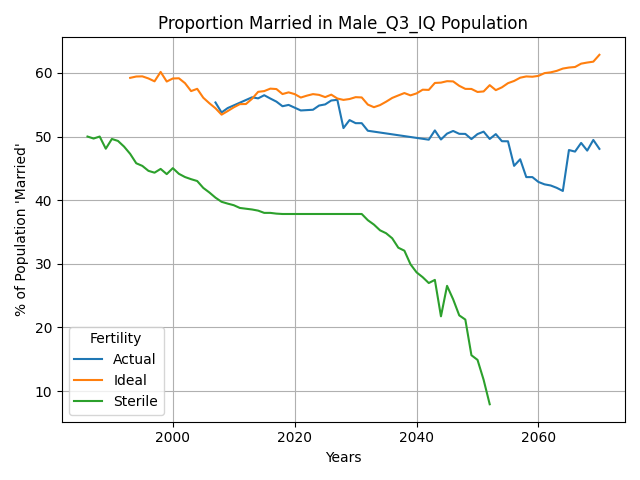 Proportion Married in Male_Q3_IQ Population
% of Population 'Married'
60
50
40
30
20
10
Fertility
Actual
Ideal
Sterile
2000
2020
2040
2060
Years